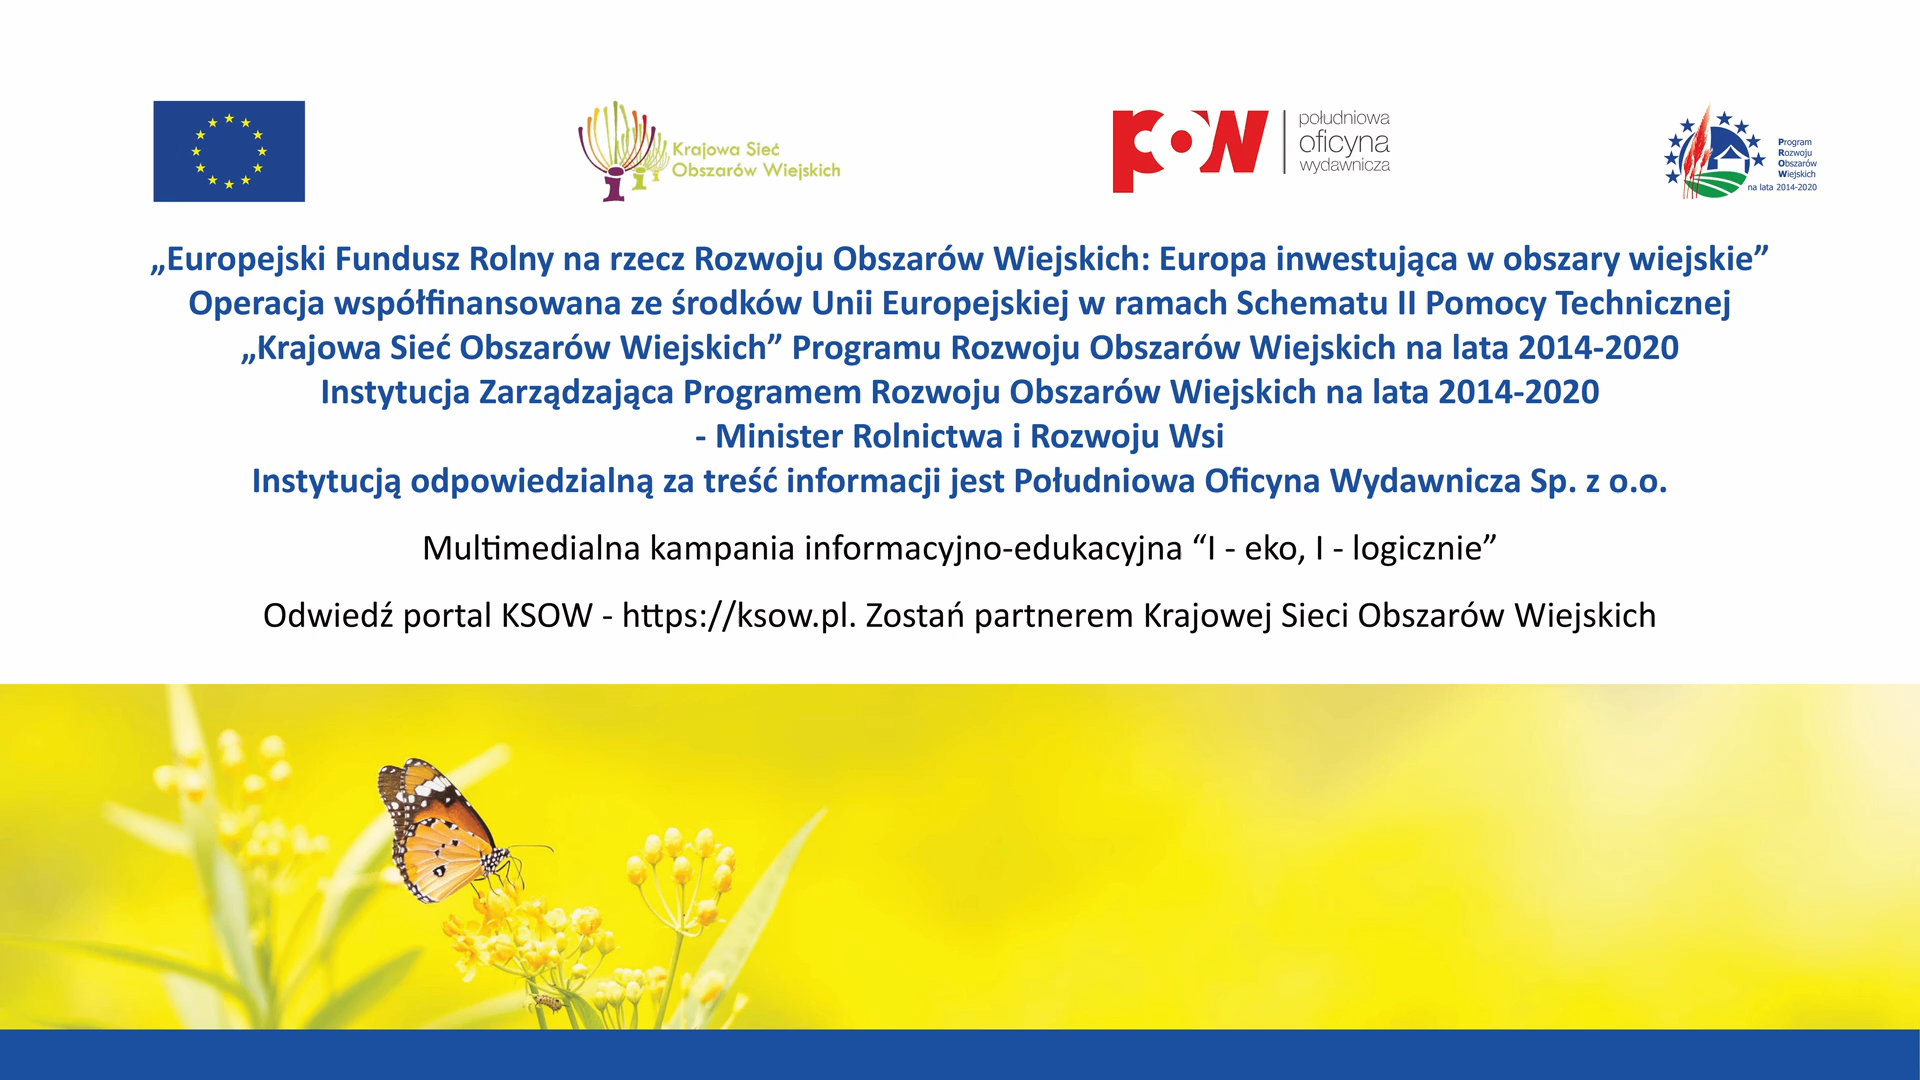 Krajowa Sieć
Obszarów Wiejskich
pow
południowa
oficyna
wydawnicza
Program
Rozwoju
Obszarów
Wiejskich
na lata 2014-2020
„Europejski Fundusz Rolny na rzecz Rozwoju Obszarów Wiejskich: Europa inwestująca w obszary wiejskie”
Operacja współfinansowana ze środków Unii Europejskiej w ramach Schematu II Pomocy Technicznej
„Krajowa Sieć Obszarów Wiejskich” Programu Rozwoju Obszarów Wiejskich na lata 2014-2020
Instytucja Zarządzająca Programem Rozwoju Obszarów Wiejskich na lata 2014-2020
- Minister Rolnictwa i Rozwoju Wsi
Instytucją odpowiedzialną za treść informacji jest Południowa Oficyna Wydawnicza Sp. z o.o.
Multimedialna kampania informacyjno-edukacyjna “I - eko, I - logicznie”
Odwiedź portal KSOW - https://ksow.pl. Zostań partnerem Krajowej Sieci Obszarów Wiejskich